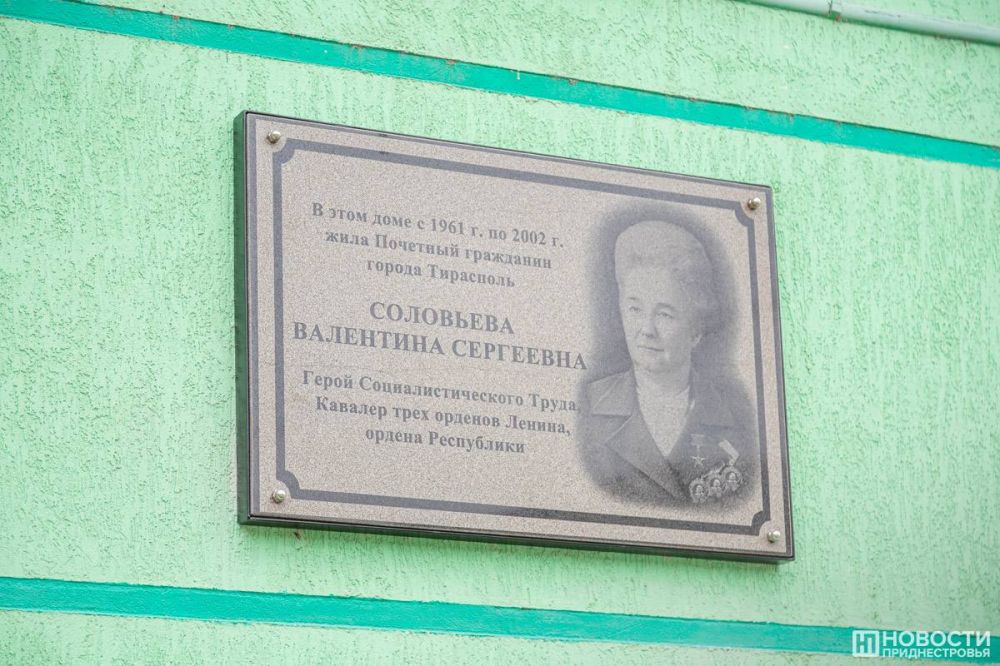 В этом доме с 1961 г. по 2002 г.
жила Почетный гражданин
города Тирасполь
СОЛОВЬЕВА
ВАЛЕНТИНА СЕРГЕЕВНА
Герой Социалистического Труда,
Кавалер трех орденов Ленина,
ордена Республики
НОВОСТИ
ПРИДНЕСТРОВЬЯ